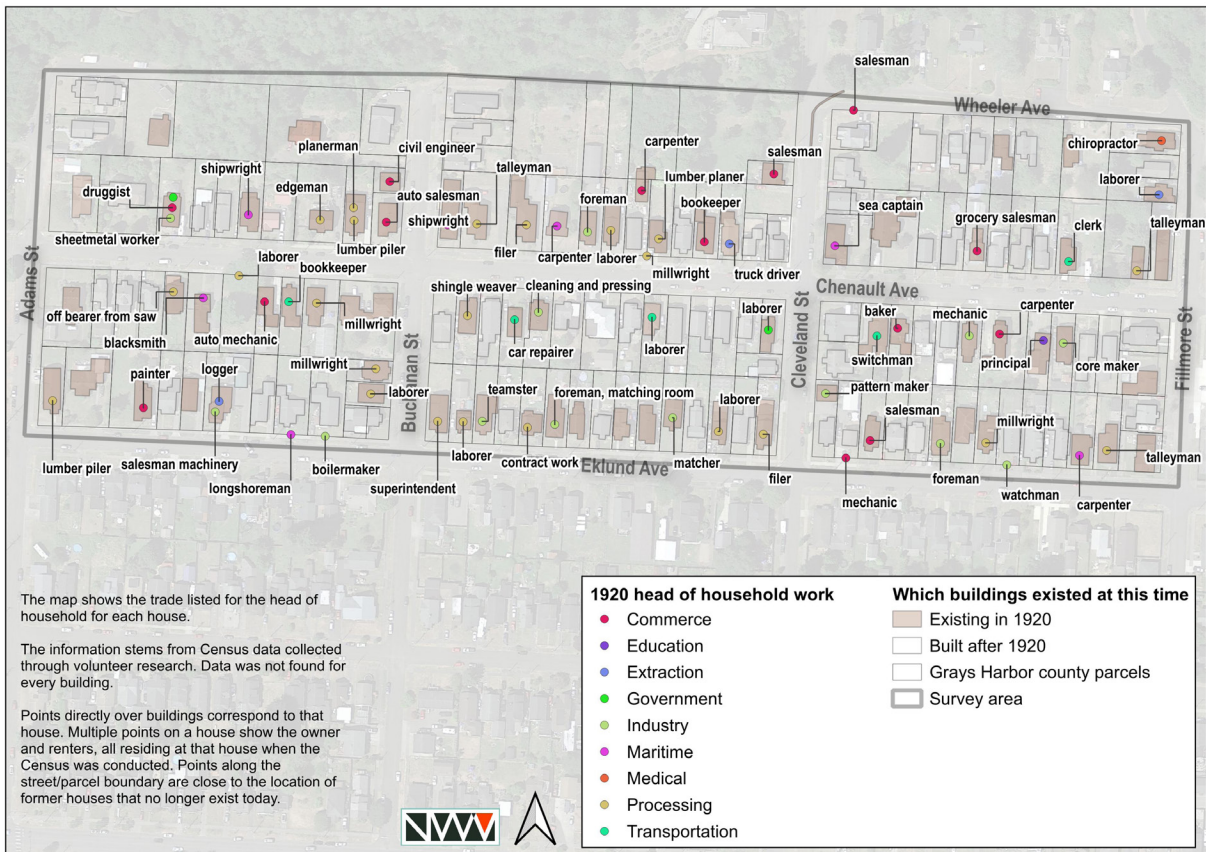 salesman
Wheeler Ave
planerman
civil engineer
carpenter
chiropractor
talleyman
salesman
shipwright
lumber planer
druggist
edgeman
auto salesman
foreman
bookeeper
laborer
shipwright
sea captain
grocery salesman
clerk
talleyman
sheetmetal worker
lumber piler
filer
carpenter
laborer
millwright
truck driver
laborer
bookkeeper
Adams St
shingle weaver
cleaning and pressing
Chenault Ave
Fillmore St
off bearer from saw
millwright
laborer
baker
mechanic
carpenter
blacksmith
auto mechanic
car repairer
laborer
Cleveland St
switchman
principal
core maker
Buchanan St
millwright
painter
logger
laborer
teamster
foreman, matching room
laborer
pattern maker
salesman
millwright
lumber piler
salesman machinery
boilermaker
laborer
contract work
Eklund Ave
matcher
filer
foreman
talleyman
longshoreman
superintendent
mechanic
watchman
carpenter
The map shows the trade listed for the head of
household for each house.
The information stems from Census data collected
through volunteer research. Data was not found for
every building.
Points directly over buildings correspond to that
house. Multiple points on a house show the owner
and renters, all residing at that house when the
Census was conducted. Points along the
street/parcel boundary are close to the location of
former houses that no longer exist today.
NWV
1920 head of household work
Commerce
Education
Extraction
Government
Industry
Maritime
Medical
Processing
Transportation
Which buildings existed at this time
Existing in 1920
Built after 1920
Grays Harbor county parcels
Survey area